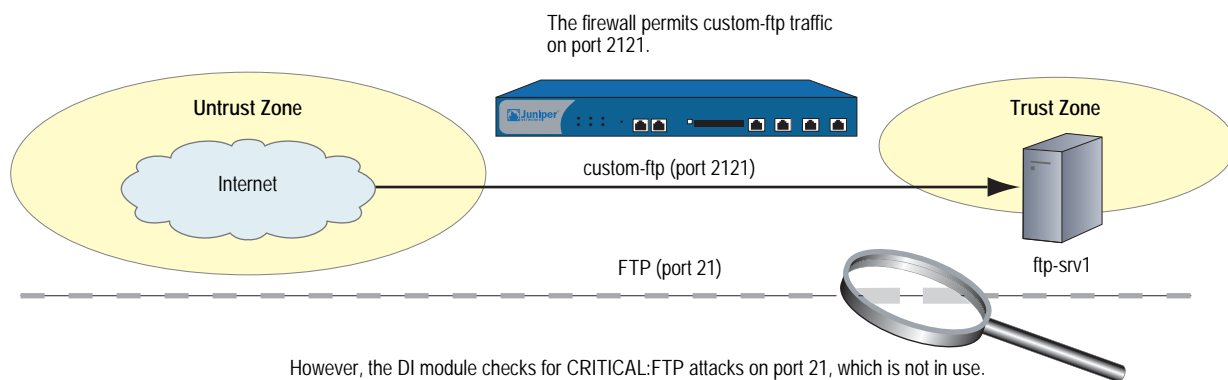 The firewall permits custom-ftp traffic
on port 2121.
Untrust Zone
Trust Zone
Juniper
NETWORKS
custom-ftp (port 2121)
Internet
FTP (port 21)
ftp-srv1
However, the DI module checks for CRITICAL:FTP attacks on port 21, which is not in use.